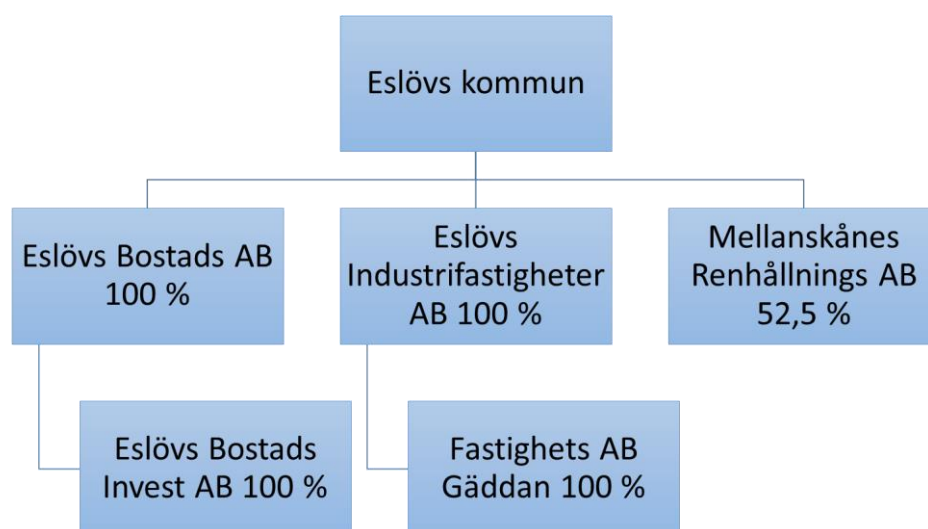 Eslövs kommun
Eslövs Bostads AB
100 %
Eslövs
Industrifastigheter
AB 100 %
Mellanskånes
Renhållnings AB
52,5 %
Eslövs Bostads
Invest AB 100 %
Fastighets AB
Gäddan 100 %